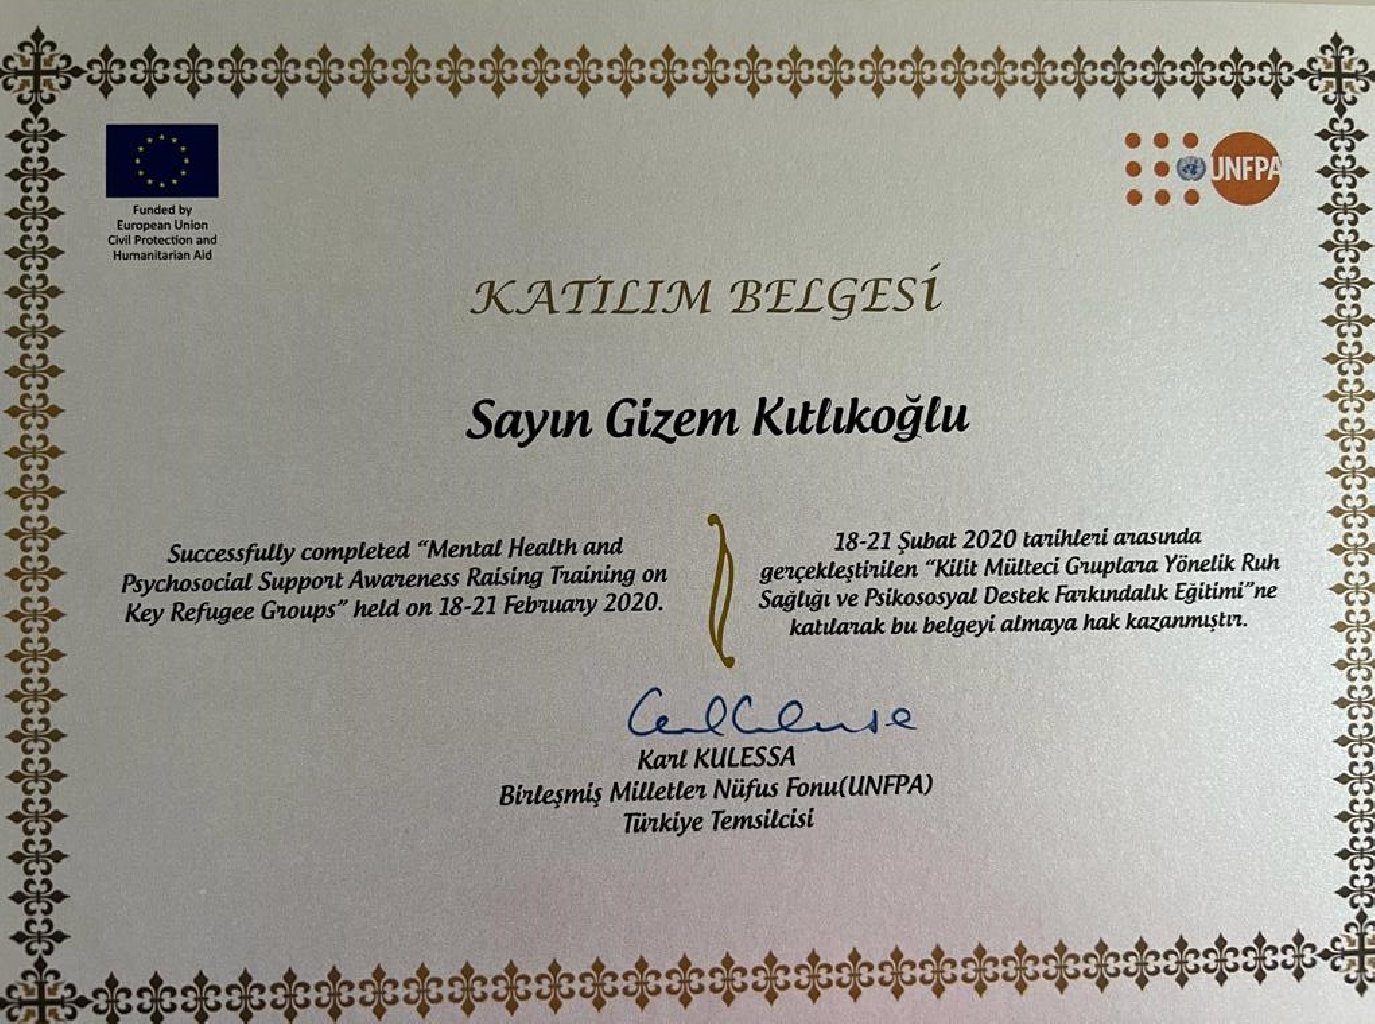 Funded by
European Union
Civil Protection and
Humanitarian Aid
UNFPA
KATILIM BELGESİ
Sayın Gizem Kıtlıkoğlu
Successfully completed “Mental Health and
Psychosocial Support Awareness Raising Training on
Key Refugee Groups” held on 18-21 February 2020.
18-21 Şubat 2020 tarihleri arasında
gerçekleştirilen “Kilit Mülteci Gruplara Yönelik Ruh
Sağlığı ve Psikososyal Destek Farkındalık Eğitimi”ne
katılarak bu belgeyi almaya hak kazanmıştır.
Karl KULESSA
Birleşmiş Milletler Nüfus Fonu(UNFPA)
Türkiye Temsilcisi